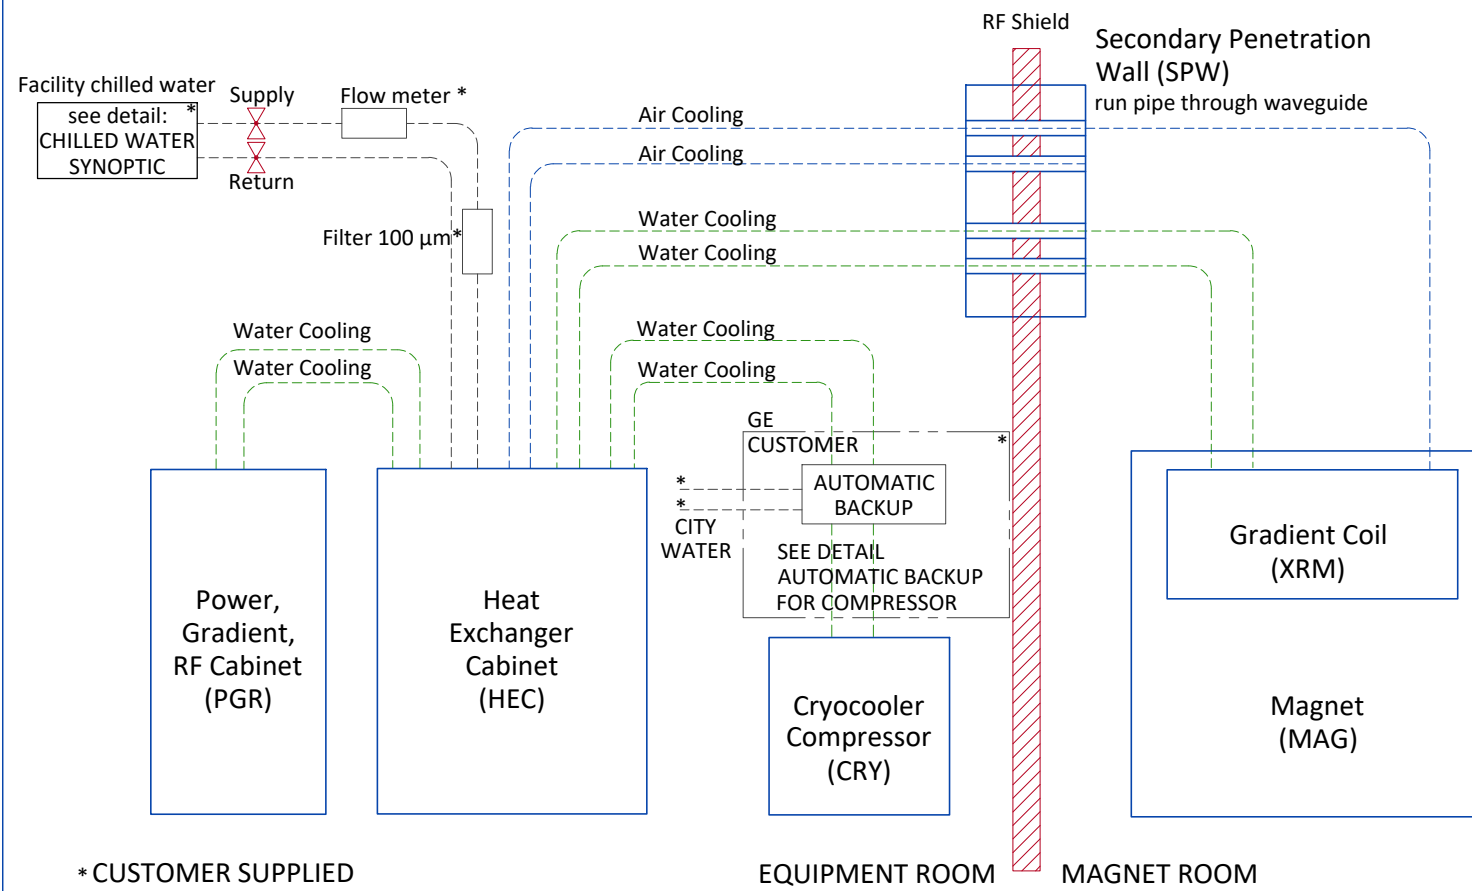 RF Shield
Secondary Penetration
Wall (SPW)
run pipe through waveguide
Facility chilled water
*
see detail:
CHILLED WATER
SYNOPTIC
Supply
Return
Flow meter *
Filter 100 µm*
Air Cooling
Air Cooling
Water Cooling
Water Cooling
Water Cooling
Water Cooling
Water Cooling
Water Cooling
GE
CUSTOMER
*
AUTOMATIC
BACKUP
*
*
CITY
WATER
SEE DETAIL
AUTOMATIC BACKUP
FOR COMPRESSOR
Power,
Gradient,
RF Cabinet
(PGR)
Heat
Exchanger
Cabinet
(HEC)
Cryocooler
Compressor
(CRY)
Gradient Coil
(XRM)
Magnet
(MAG)
* CUSTOMER SUPPLIED
EQUIPMENT ROOM
MAGNET ROOM